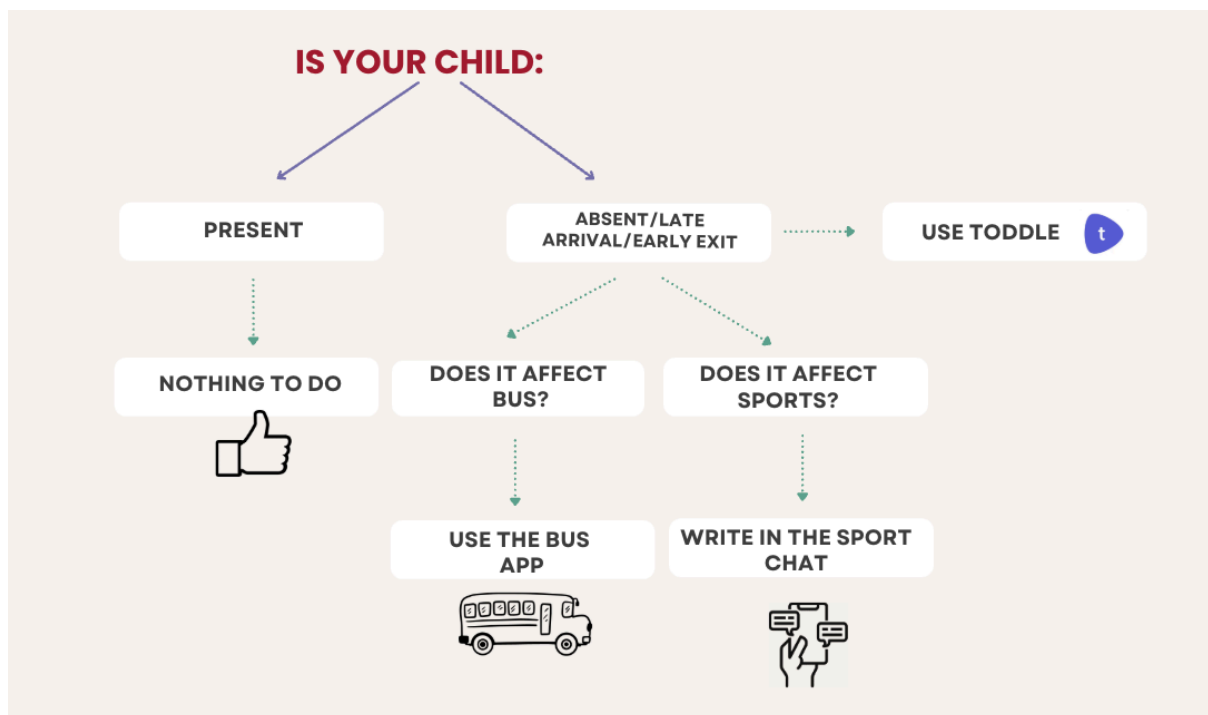 IS YOUR CHILD:
PRESENT
ABSENT/LATE
ARRIVAL/EARLY EXIT
USE TODDLE
t
NOTHING TO DO
DOES IT AFFECT
BUS?
DOES IT AFFECT
SPORTS?
USE THE BUS
APP
WRITE IN THE SPORT
CHAT